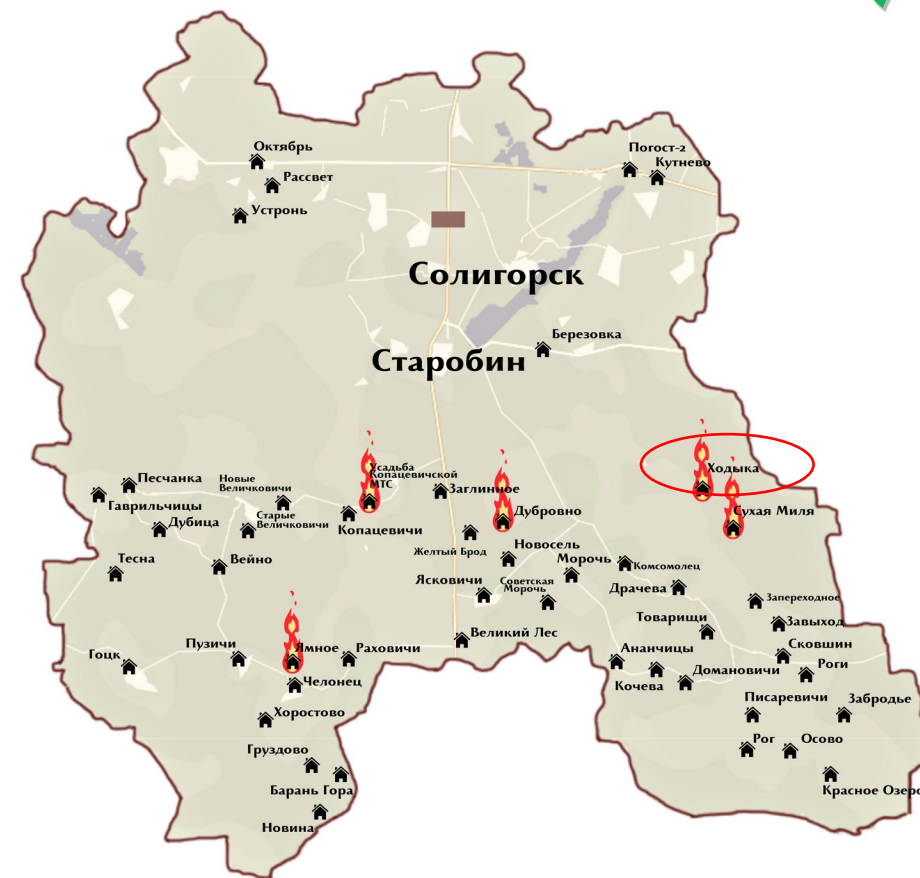 Октябрь
Рассвет
Устронь
Погост-2
Кутнево
Солигорск
Березовка
Старобин
Ходыка
Сухая Миля
Усадьба
Копацевичской
МТС
Песчанка
Гаврильчицы
Новые
Величковичи
Старые
Величковичи
Дубица
Копацевичи
Заглинное
Дубровно
Желтый Брод
Новосель
Тесна
Вейно
Ясковичи
Советская
Морочь
Морочь
Комсомолец
Драчева
Запереходное
Завыход
Товарищи
Великий Лес
Гоцк
Пузичи
Ямное
Раховичи
Челонец
Ананчицы
Кочева
Домановичи
Сковшин
Роги
Писаревичи
Забродье
Хоростово
Груздово
Барань Гора
Новина
Рог
Осово
Красное Озеро